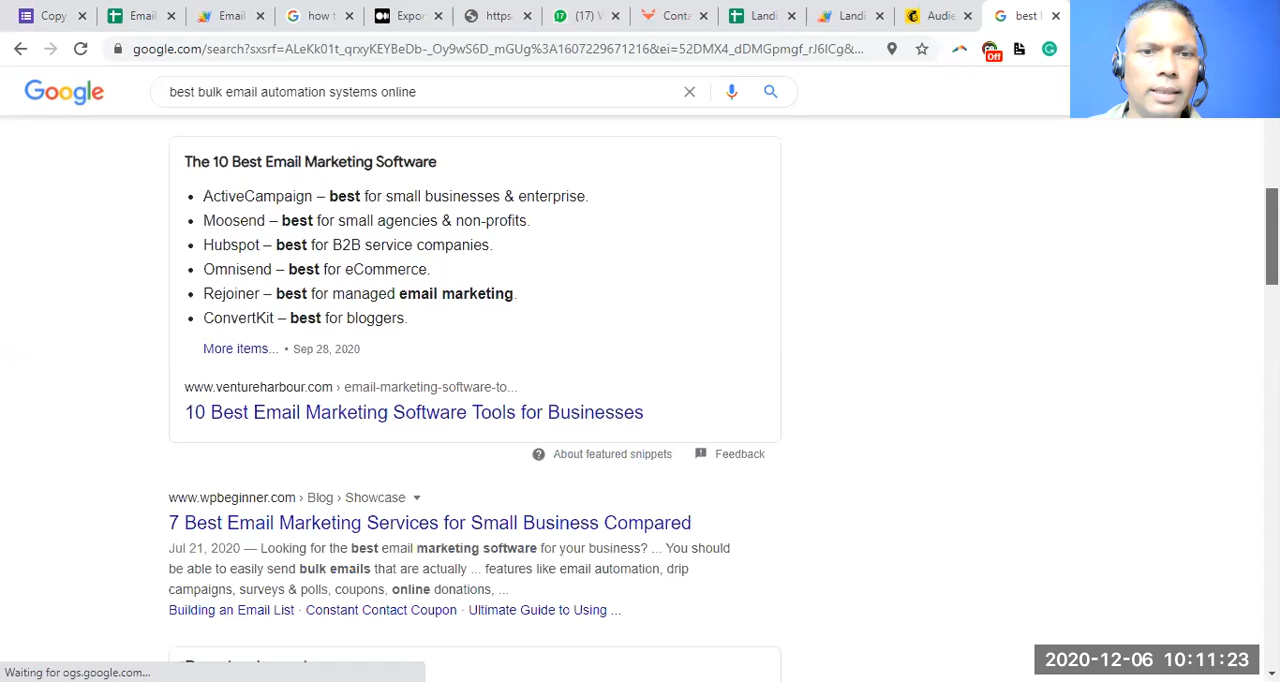 Copy
Email
Email
how t
Expor
https:
(17) V
Conta
Landi
Landi
Audie
best
google.com/search?sxsrf=ALeKk01t_qrxyKEYBeDb-_Oy9wS6D_mGUg%3A1607229671216&ei=52DMX4_dDMGpmgf_rJ6ICg&...
Off
Google
best bulk email automation systems online
The 10 Best Email Marketing Software
• ActiveCampaign – best for small businesses & enterprise.
• Moosend – best for small agencies & non-profits.
• Hubspot – best for B2B service companies.
• Omnisend – best for eCommerce.
• Rejoiner – best for managed email marketing.
• ConvertKit – best for bloggers.
More items... • Sep 28, 2020
www.ventureharbour.com › email-marketing-software-to...
10 Best Email Marketing Software Tools for Businesses
About featured snippets Feedback
www.wpbeginner.com › Blog › Showcase
7 Best Email Marketing Services for Small Business Compared
Jul 21, 2020 — Looking for the best email marketing software for your business? ... You should
be able to easily send bulk emails that are actually ... features like email automation, drip
campaigns, surveys & polls, coupons, online donations, ...
Building an Email List · Constant Contact Coupon · Ultimate Guide to Using ...
Waiting for ogs.google.com...
2020-12-06 10:11:23